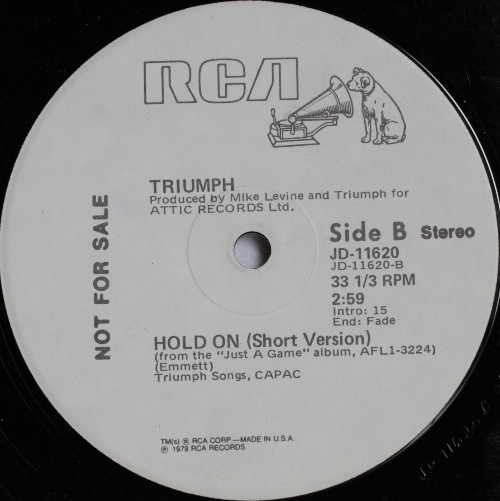 RCA
TRIUMPH
Produced by Mike Levine and Triumph for
ATTIC RECORDS Ltd.
NOT FOR SALE
Side B Stereo
JD-11620
JD-11620-B
33 1/3 RPM
2:59
Intro: 15
End: Fade
HOLD ON (Short Version)
(from the "Just A Game" album, AFL1-3224)
(Emmett)
Triumph Songs, CAPAC
TM(s) ® RCA CORP.—MADE IN U.S.A.
℗ 1979 RCA RECORDS